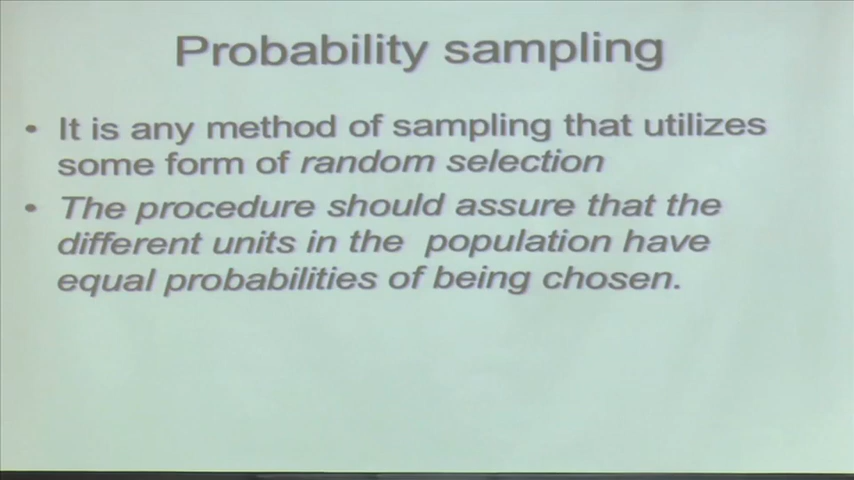 Probability sampling
• It is any method of sampling that utilizes
some form of random selection
• The procedure should assure that the
different units in the population have
equal probabilities of being chosen.